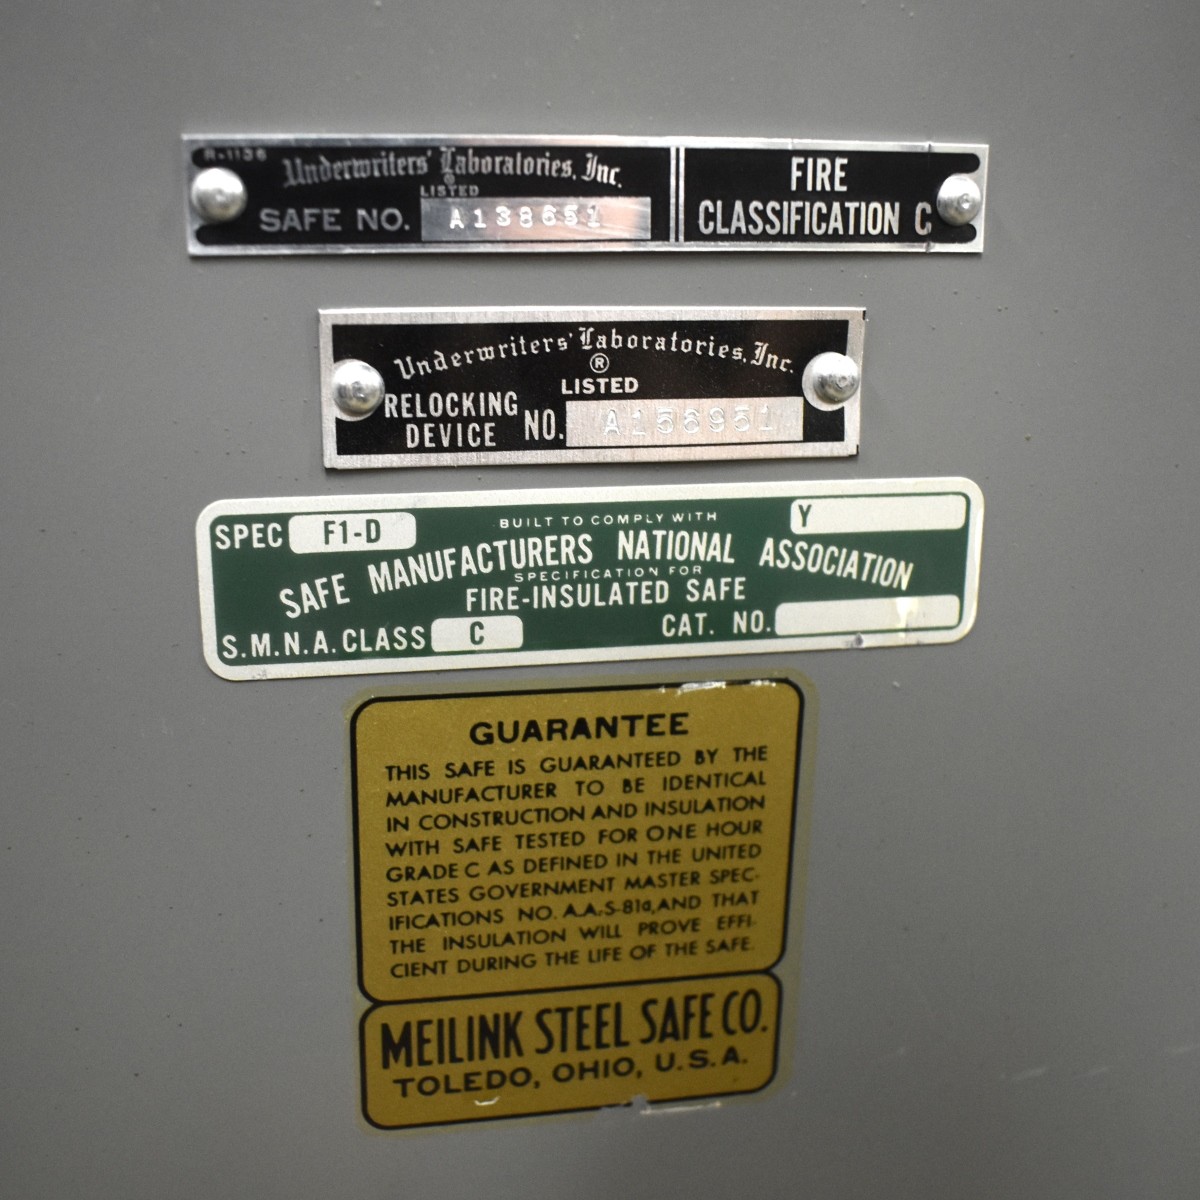 R-1136
Underwriters' Laboratories, Inc.
®
LISTED
SAFE NO. A138651
FIRE
CLASSIFICATION C
Underwriters' Laboratories, Inc.
®
LISTED
RELOCKING
DEVICE NO.
SPEC F1-D
BUILT TO COMPLY WITH
Y
SAFE MANUFACTURERS NATIONAL ASSOCIATION
SPECIFICATION FOR
FIRE-INSULATED SAFE
S.M.N.A. CLASS C
CAT. NO.
GUARANTEE
THIS SAFE IS GUARANTEED BY THE
MANUFACTURER TO BE IDENTICAL
IN CONSTRUCTION AND INSULATION
WITH SAFE TESTED FOR ONE HOUR
GRADE C AS DEFINED IN THE UNITED
STATES GOVERNMENT MASTER SPEC-
IFICATIONS NO. A.A.-S-81a, AND THAT
THE INSULATION WILL PROVE EFFI-
CIENT DURING THE LIFE OF THE SAFE.
MEILINK STEEL SAFE CO.
TOLEDO, OHIO, U.S.A.